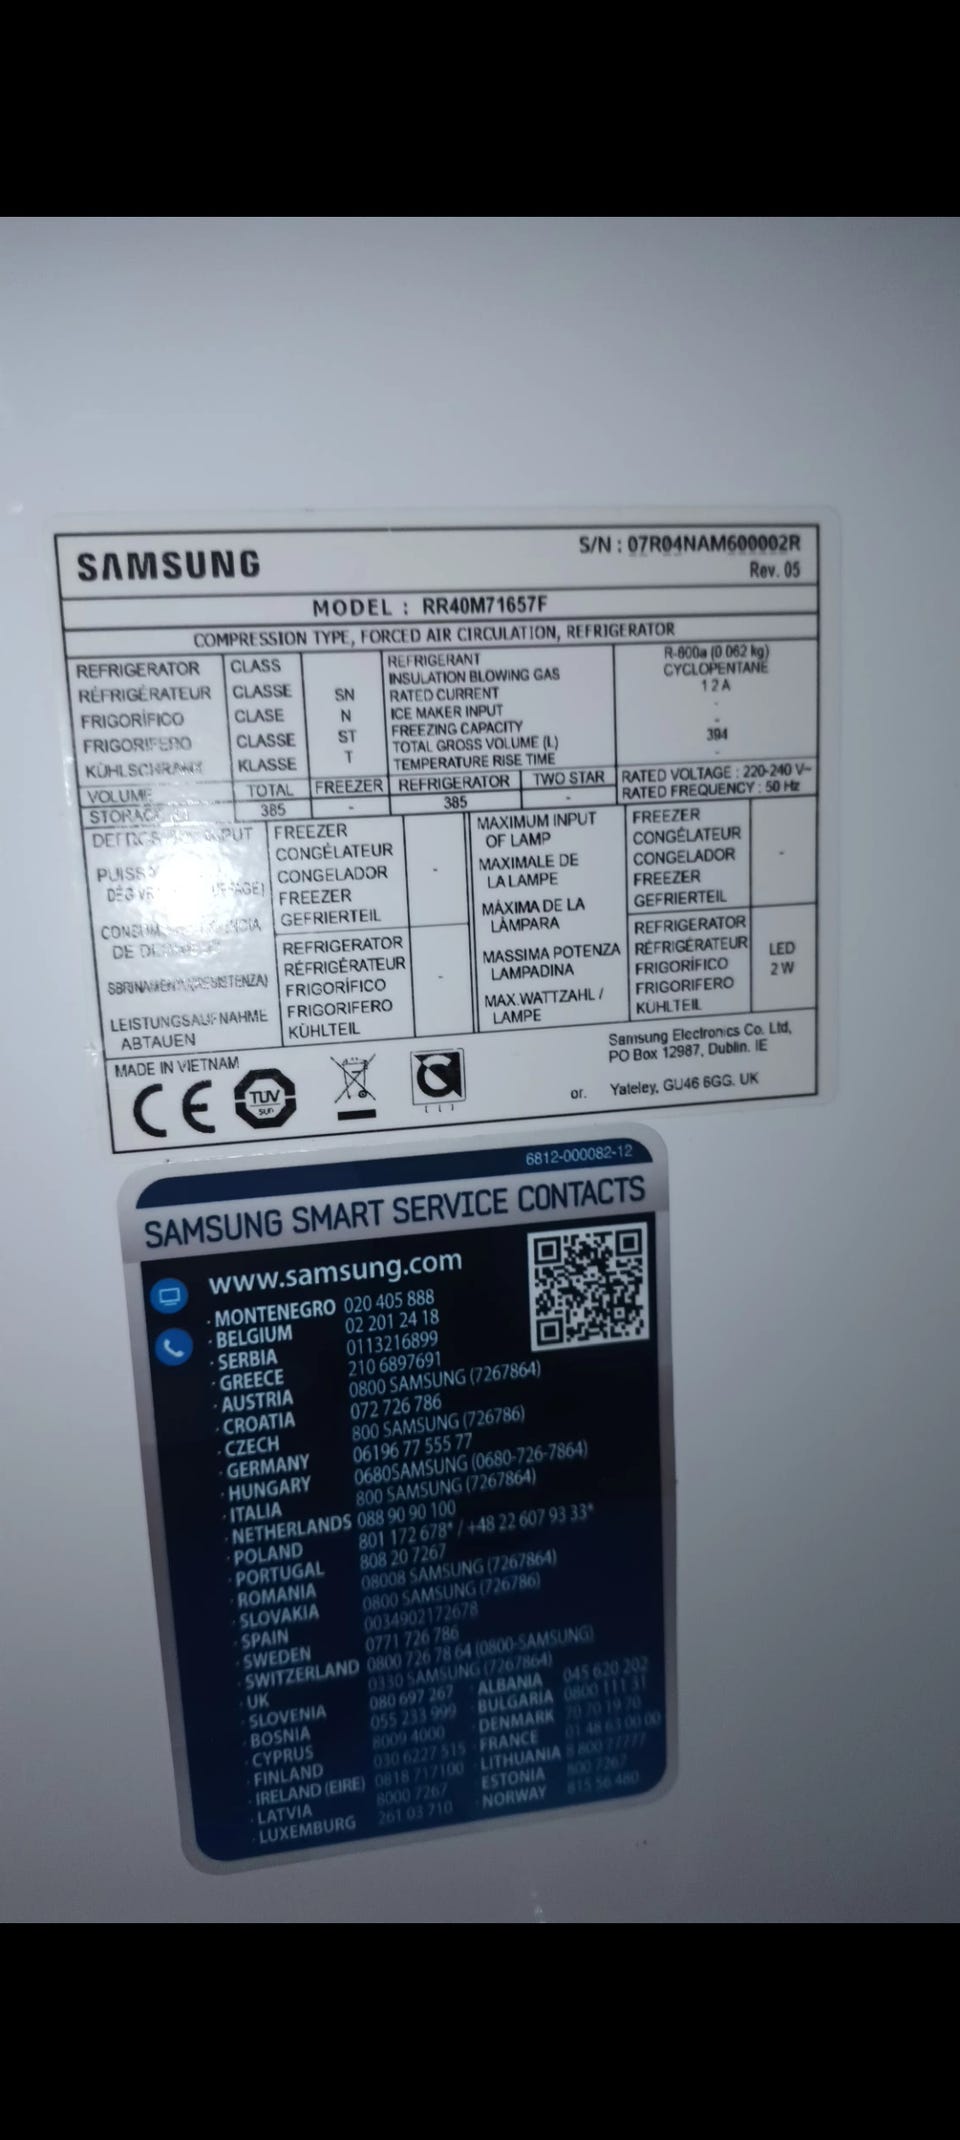 SAMSUNG
S/N : 07R04NAM600002R
Rev. 05
MODEL : RR40M71657F
COMPRESSION TYPE, FORCED AIR CIRCULATION, REFRIGERATOR
REFRIGERATOR CLASS
RÉFRIGÉRATEUR CLASSE SN
FRIGORÍFICO CLASE N
FRIGORIFERO CLASSE ST
KÜHLSCHRANK KLASSE T
REFRIGERANT R-600a (0.062 kg)
INSULATION BLOWING GAS CYCLOPENTANE
RATED CURRENT 1.2 A
ICE MAKER INPUT -
FREEZING CAPACITY -
TOTAL GROSS VOLUME (L) 394
TEMPERATURE RISE TIME -
VOLUME TOTAL FREEZER REFRIGERATOR TWO STAR
STORAGE 385 - 385 -
RATED VOLTAGE : 220-240 V~
RATED FREQUENCY : 50 Hz
INPUT
DE
SBRINAMENTO(RESISTENZA)
LEISTUNGSAUFNAHME
ABTAUEN
FREEZER
CONGÉLATEUR
CONGELADOR -
FREEZER
GEFRIERTEIL
REFRIGERATOR
RÉFRIGÉRATEUR
FRIGORÍFICO -
FRIGORIFERO
KÜHLTEIL
MAXIMUM INPUT
OF LAMP
MAXIMALE DE
LA LAMPE
MÁXIMA DE LA
LÁMPARA
MASSIMA POTENZA
LAMPADINA
MAX.WATTZAHL /
LAMPE
FREEZER
CONGÉLATEUR
CONGELADOR -
FREEZER
GEFRIERTEIL
REFRIGERATOR
RÉFRIGÉRATEUR LED
FRIGORÍFICO 2 W
FRIGORIFERO
KÜHLTEIL
MADE IN VIETNAM
CE
TUV
SUD
Samsung Electronics Co. Ltd,
PO Box 12987, Dublin. IE
or. Yateley, GU46 6GG. UK
6812-000082-12
SAMSUNG SMART SERVICE CONTACTS
www.samsung.com
· MONTENEGRO 020 405 888
· BELGIUM 02 201 24 18
· SERBIA 0113216899
· GREECE 210 6897691
· AUSTRIA 0800 SAMSUNG (7267864)
· CROATIA 072 726 786
· CZECH 800 SAMSUNG (726786)
· GERMANY 06196 77 555 77
· HUNGARY 0680SAMSUNG (0680-726-7864)
· ITALIA 800 SAMSUNG (7267864)
· NETHERLANDS 088 90 90 100
· POLAND 801 172 678* / +48 22 607 93 33*
· PORTUGAL 808 20 7267
· ROMANIA 08008 SAMSUNG (7267864)
· SLOVAKIA 0800 SAMSUNG (726786)
· SPAIN 0034902172678
· SWEDEN 0771 726 786
· SWITZERLAND 0800 726 78 64 (0800-SAMSUNG)
· UK 0330 SAMSUNG (7267864)
· SLOVENIA 080 697 267
· BOSNIA 055 233 999
· CYPRUS 8009 4000
· FINLAND 030 6227 515
· IRELAND (EIRE) 0818 717100
· LATVIA 8000 7267
· LUXEMBURG 261 03 710
· ALBANIA 045 620 202
· BULGARIA 0800 111 31
· DENMARK 70 70 19 70
· FRANCE 01 48 63 00 00
· LITHUANIA 8 800 77777
· ESTONIA 800 7267
· NORWAY 815 56 480